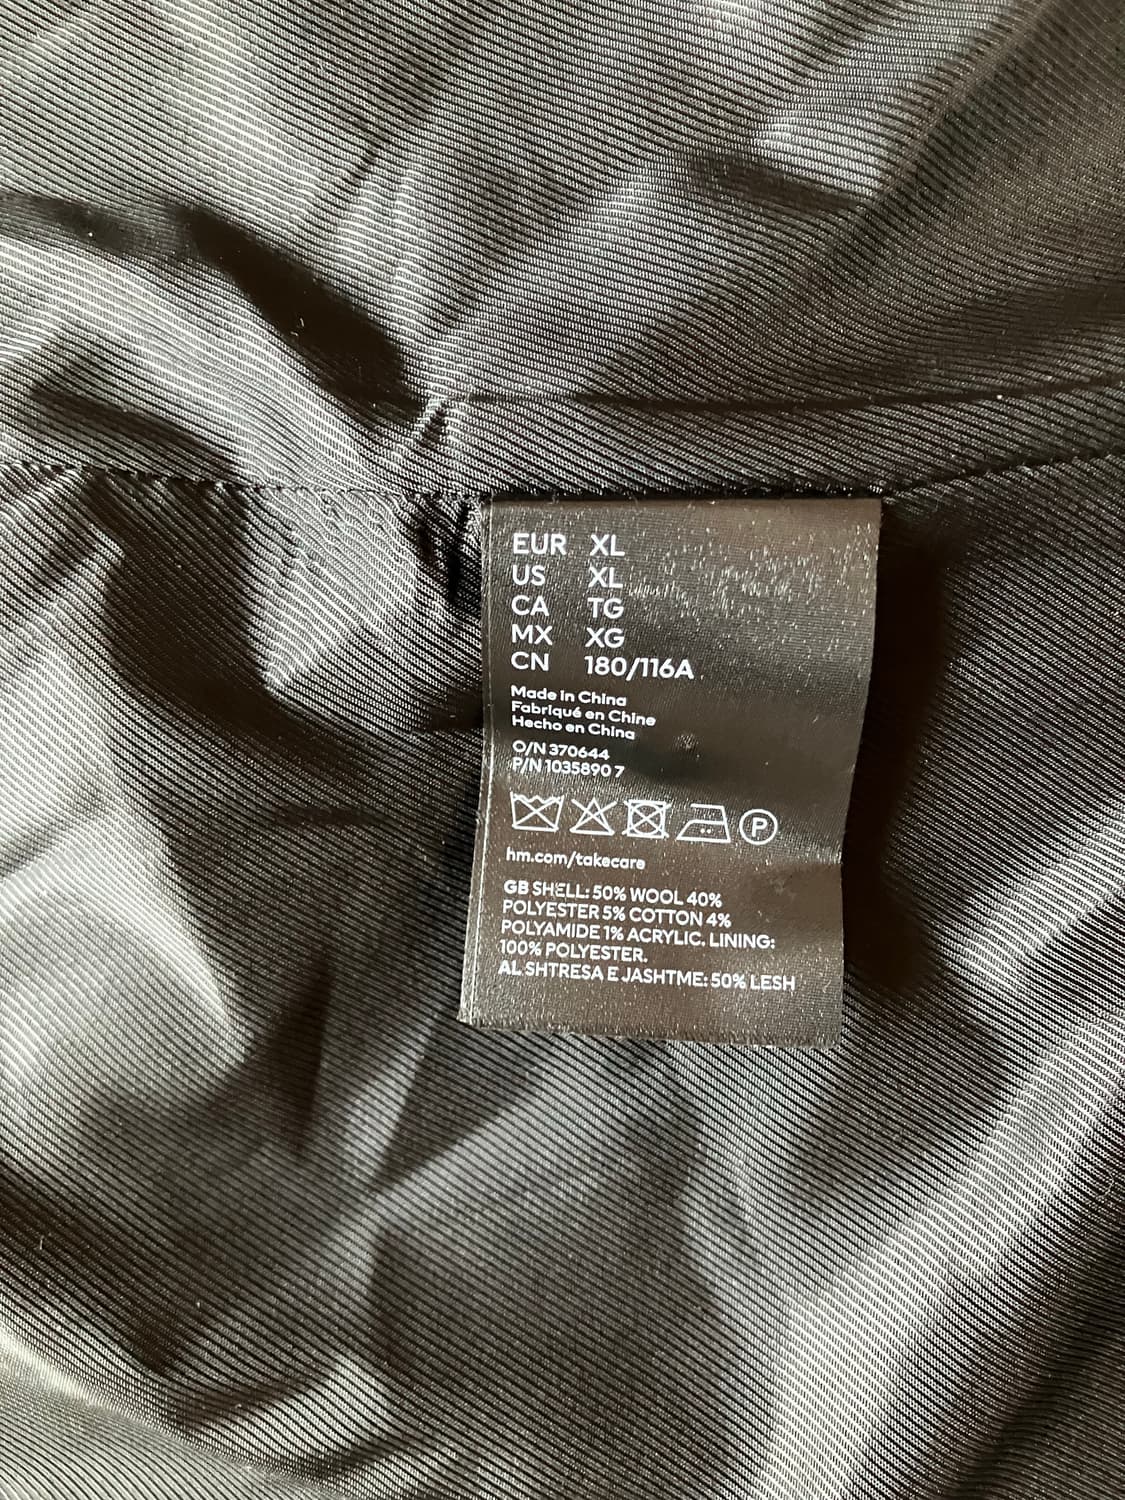 EUR XL
US XL
CA TG
MX XG
CN 180/116A
Made in China
Fabriqué en Chine
Hecho en China
O/N 370644
P/N 1035890 7
P
hm.com/takecare
GB SHELL: 50% WOOL 40%
POLYESTER 5% COTTON 4%
POLYAMIDE 1% ACRYLIC. LINING:
100% POLYESTER.
AL SHTRESA E JASHTME: 50% LESH